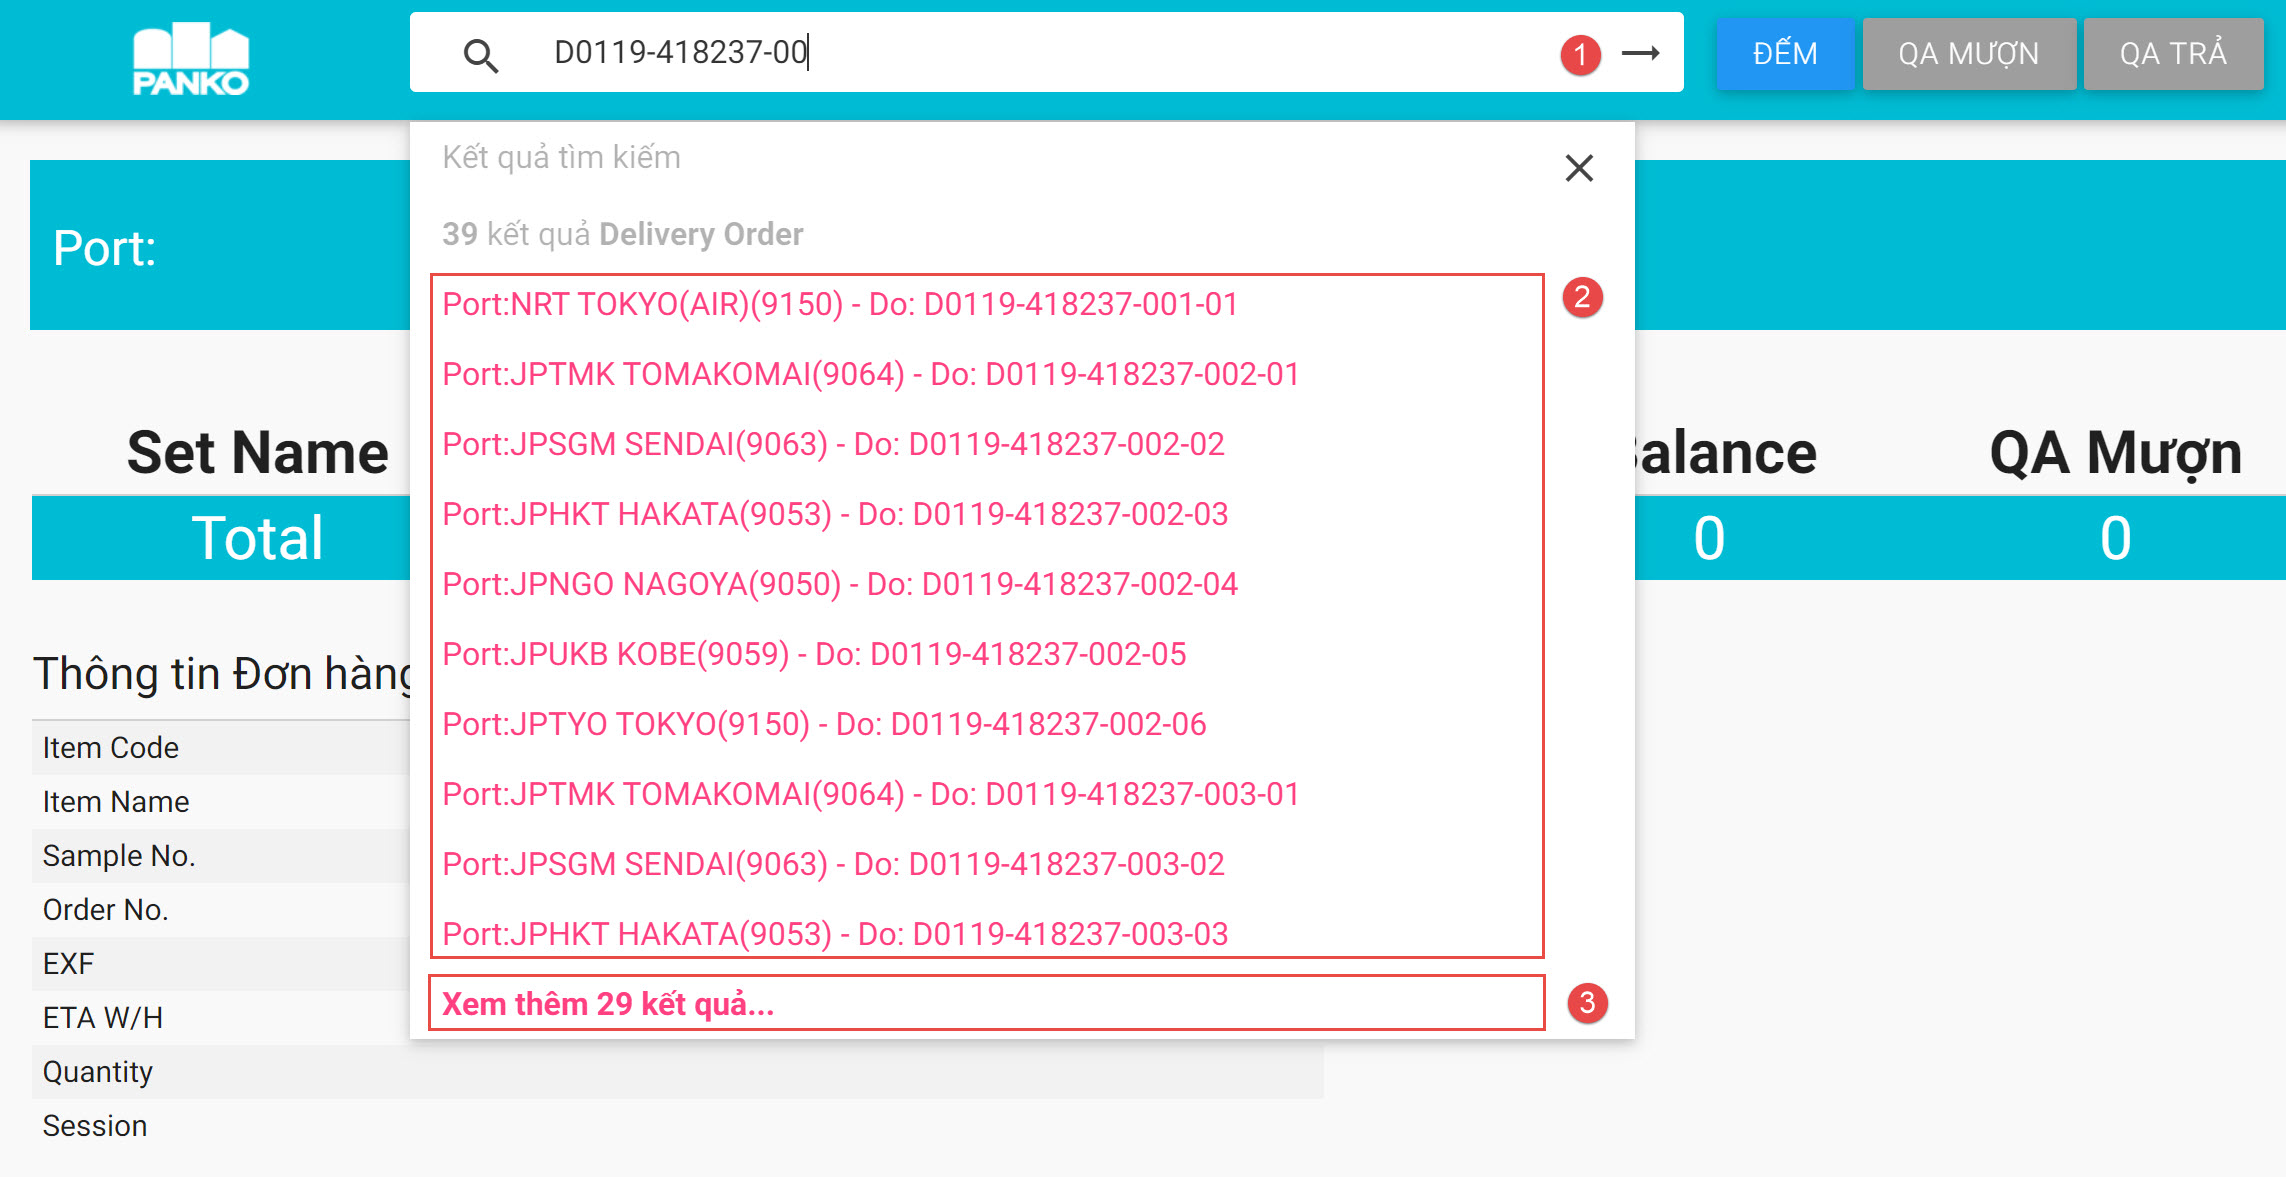 PANKO
D0119-418237-00
1
ĐẾM
QA MƯỢN
QA TRẢ
Kết quả tìm kiếm
39 kết quả Delivery Order
Port:
Port:NRT TOKYO(AIR)(9150) - Do: D0119-418237-001-01
2
Port:JPTMK TOMAKOMAI(9064) - Do: D0119-418237-002-01
Port:JPSGM SENDAI(9063) - Do: D0119-418237-002-02
Port:JPHKT HAKATA(9053) - Do: D0119-418237-002-03
Port:JPNGO NAGOYA(9050) - Do: D0119-418237-002-04
Port:JPUKB KOBE(9059) - Do: D0119-418237-002-05
Port:JPTYO TOKYO(9150) - Do: D0119-418237-002-06
Port:JPTMK TOMAKOMAI(9064) - Do: D0119-418237-003-01
Port:JPSGM SENDAI(9063) - Do: D0119-418237-003-02
Port:JPHKT HAKATA(9053) - Do: D0119-418237-003-03
Xem thêm 29 kết quả...
3
Set Name
Balance
QA Mượn
Total
0
0
Thông tin Đơn hàng
Item Code
Item Name
Sample No.
Order No.
EXF
ETA W/H
Quantity
Session